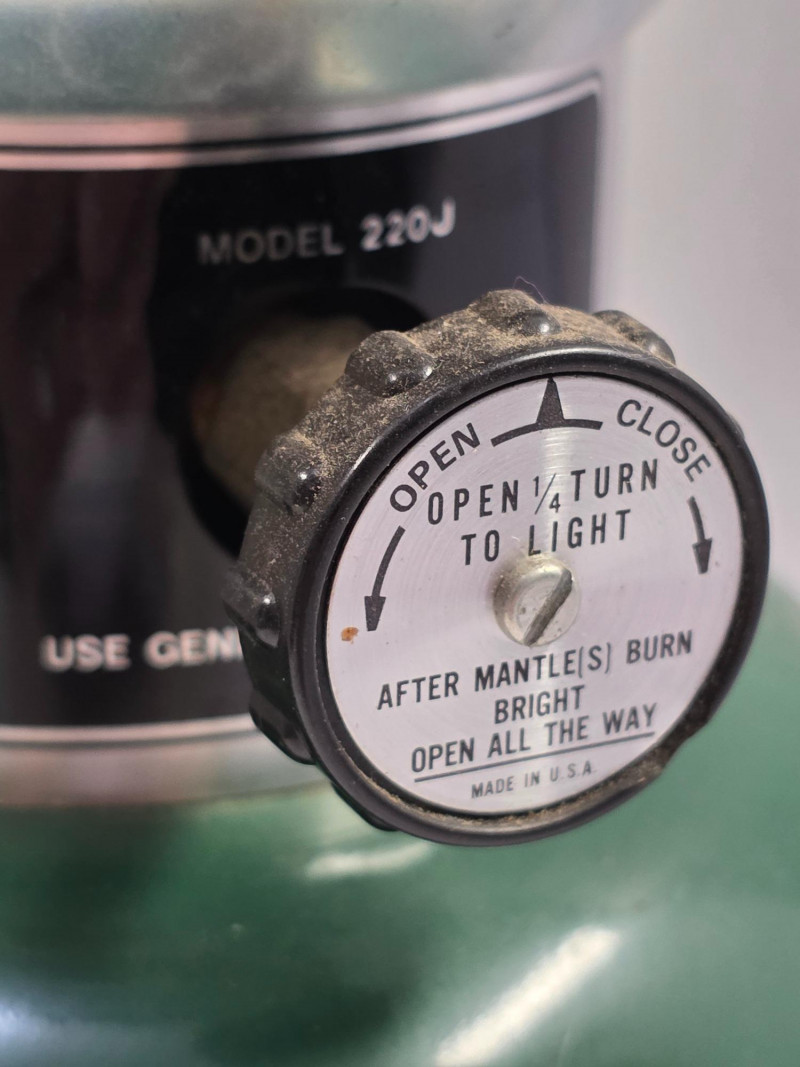 MODEL 220J
USE GEN
OPEN CLOSE
OPEN 1/4 TURN
TO LIGHT
AFTER MANTLE(S) BURN
BRIGHT
OPEN ALL THE WAY
MADE IN U.S.A.